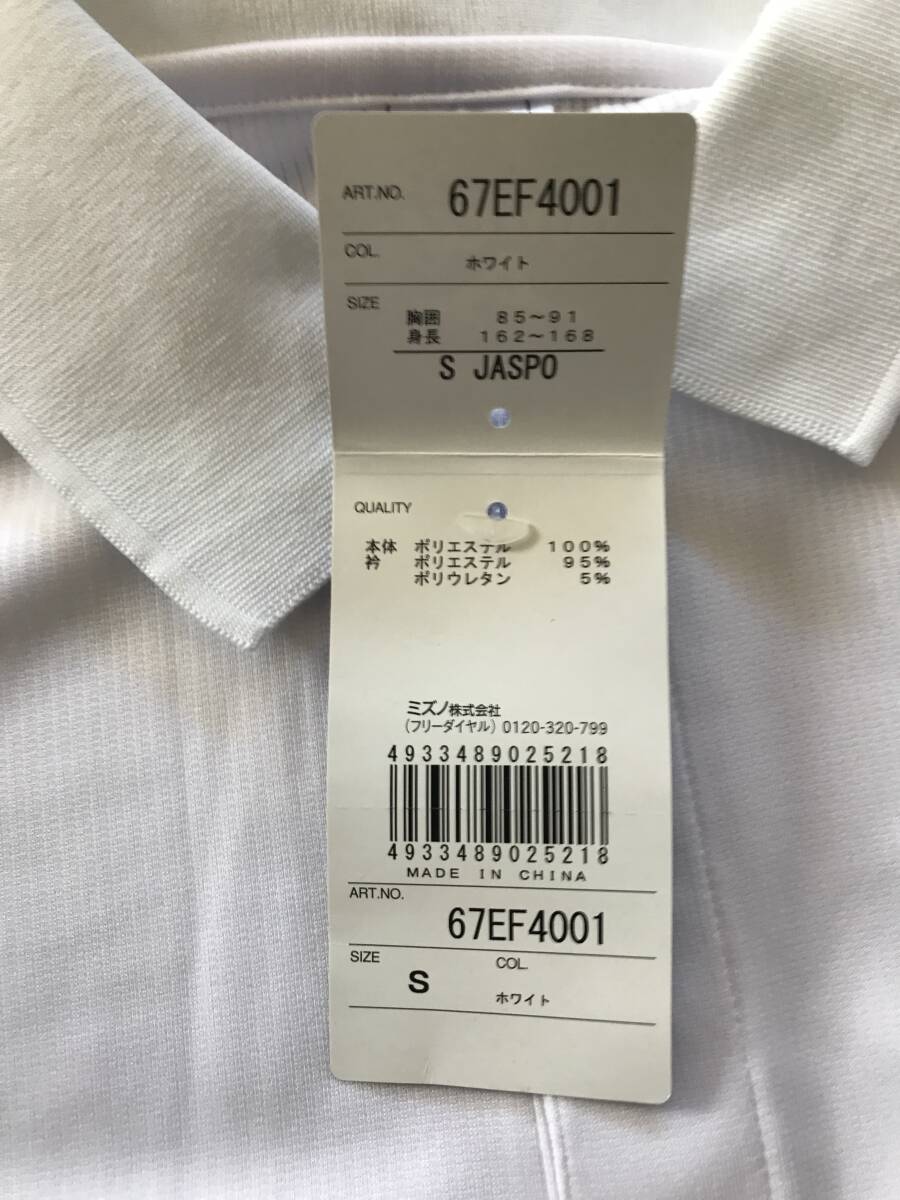 ART.NO. 67EF4001
COL. ホワイト
SIZE
胸囲 85～91
身長 162～168
S JASPO
QUALITY
本体 ポリエステル 100%
衿 ポリエステル 95%
ポリウレタン 5%
ミズノ株式会社
(フリーダイヤル) 0120-320-799
4933489025218
4933489025218
MADE IN CHINA
ART.NO.
67EF4001
SIZE S COL. ホワイト